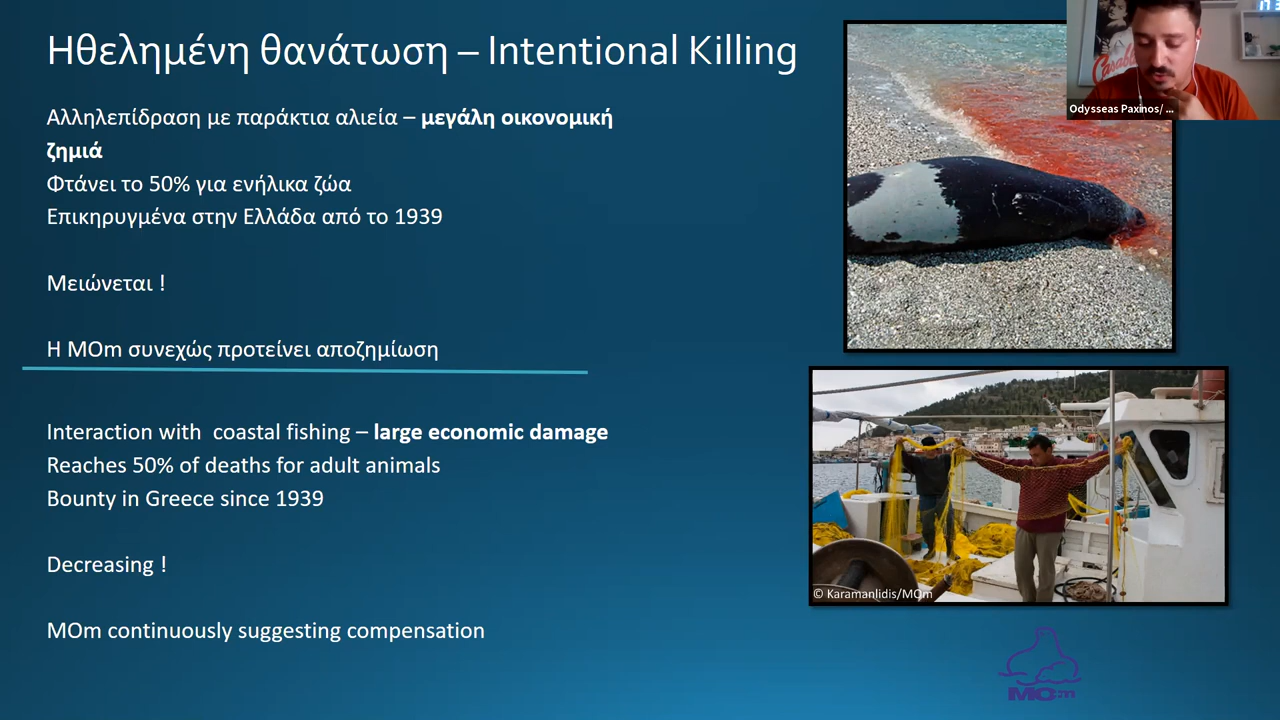 Ηθελημένη θανάτωση – Intentional Killing
Αλληλεπίδραση με παράκτια αλιεία – μεγάλη οικονομική
ζημιά
Φτάνει το 50% για ενήλικα ζώα
Επικηρυγμένα στην Ελλάδα από το 1939
Μειώνεται !
Η MOm συνεχώς προτείνει αποζημίωση
Interaction with coastal fishing – large economic damage
Reaches 50% of deaths for adult animals
Bounty in Greece since 1939
Decreasing !
MOm continuously suggesting compensation
Casab
Odysseas Paxinos/ ...
© Karamanlidis/MOm
MOm